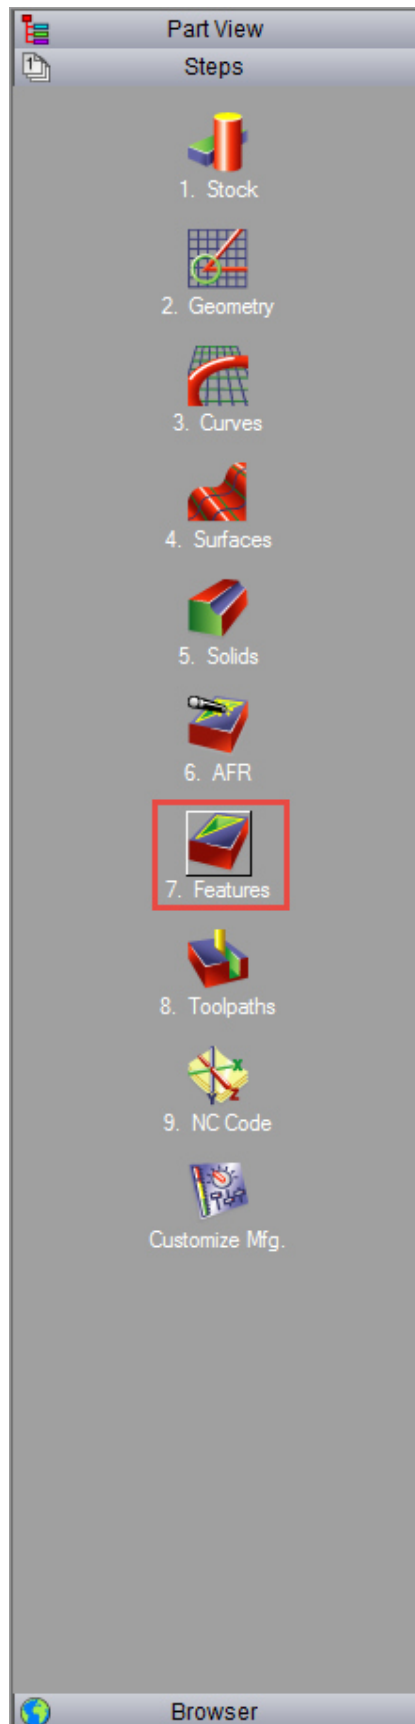 Part View
Steps
1. Stock
2. Geometry
3. Curves
4. Surfaces
5. Solids
6. AFR
7. Features
8. Toolpaths
X
Y
Z
9. NC Code
Customize Mfg.
Browser